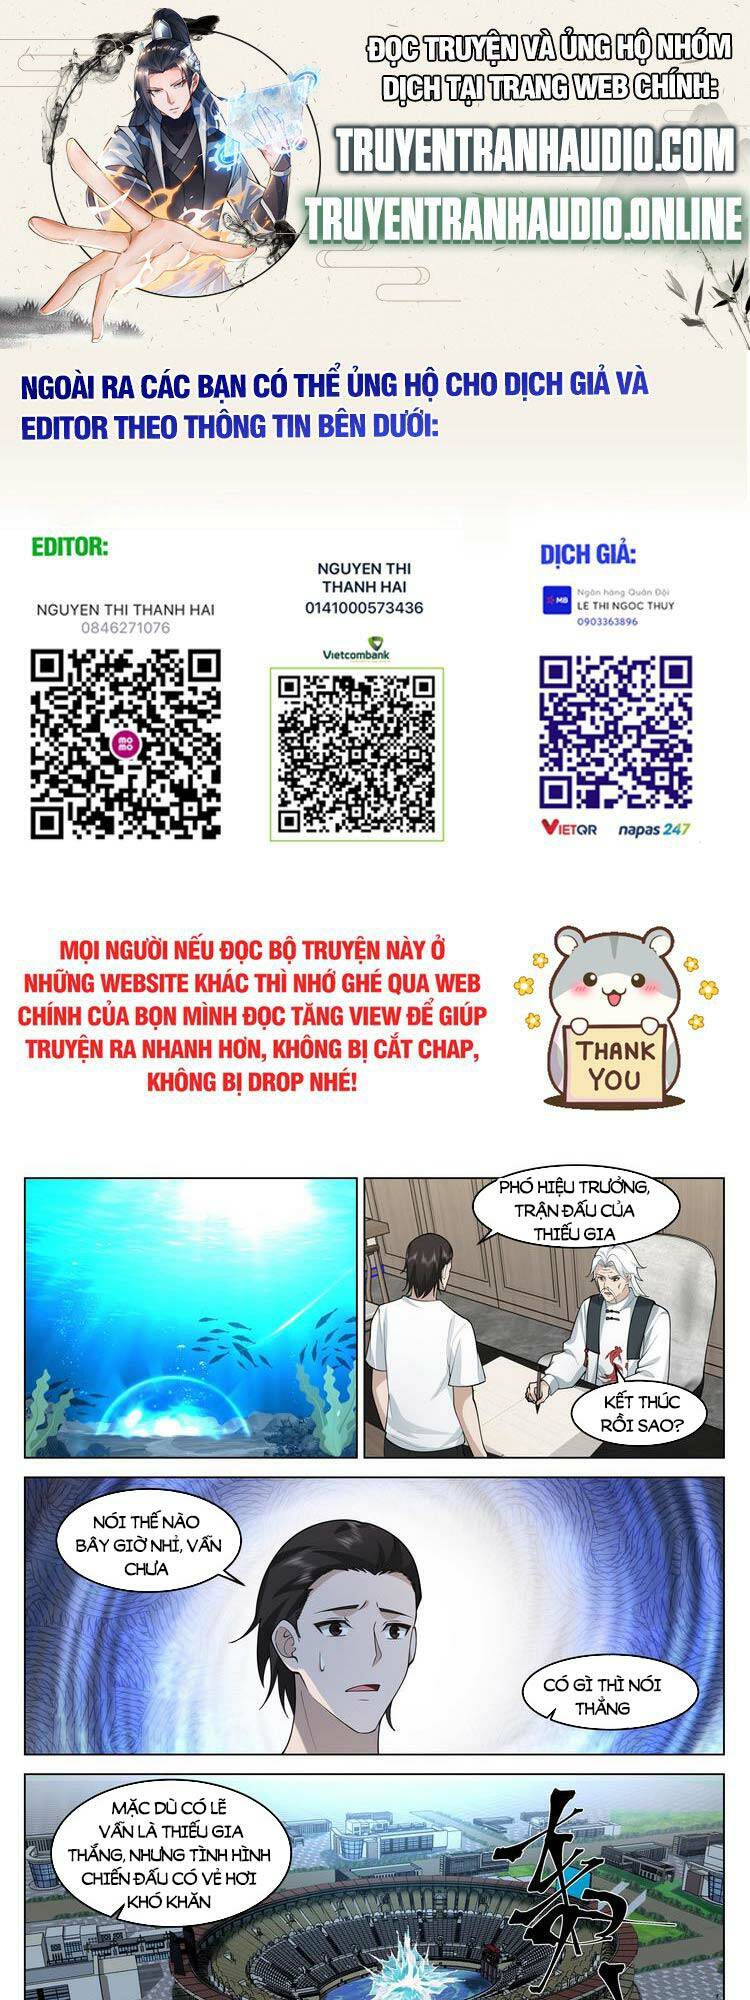 ĐỌC TRUYỆN VÀ ỦNG HỘ NHÓM
DỊCH TẠI TRANG WEB CHÍNH:
TRUYENTRANHAUDIO.COM
TRUYENTRANHAUDIO.ONLINE
NGOÀI RA CÁC BẠN CÓ THỂ ỦNG HỘ CHO DỊCH GIẢ VÀ
EDITOR THEO THÔNG TIN BÊN DƯỚI:
EDITOR:
NGUYEN THI THANH HAI
0846271076
momo
NGUYEN THI
THANH HAI
0141000573436
Vietcombank
DỊCH GIẢ:
MB
Ngân hàng Quân Đội
LE THI NGOC THUY
0903363896
VIETQR napas 247
MỌI NGƯỜI NẾU ĐỌC BỘ TRUYỆN NÀY Ở
NHỮNG WEBSITE KHÁC THÌ NHỚ GHÉ QUA WEB
CHÍNH CỦA BỌN MÌNH ĐỌC TĂNG VIEW ĐỂ GIÚP
TRUYỆN RA NHANH HƠN, KHÔNG BỊ CẮT CHAP,
KHÔNG BỊ DROP NHÉ!
THANK
YOU
PHÓ HIỆU TRƯỞNG,
TRẬN ĐẤU CỦA
THIẾU GIA
KẾT THÚC
RỒI SAO?
NÓI THẾ NÀO
BÂY GIỜ NHỈ, VẪN
CHƯA
CÓ GÌ THÌ NÓI
THẲNG
MẶC DÙ CÓ LẼ
VẪN LÀ THIẾU GIA
THẮNG, NHƯNG TÌNH HÌNH
CHIẾN ĐẤU CÓ VẺ HƠI
KHÓ KHĂN